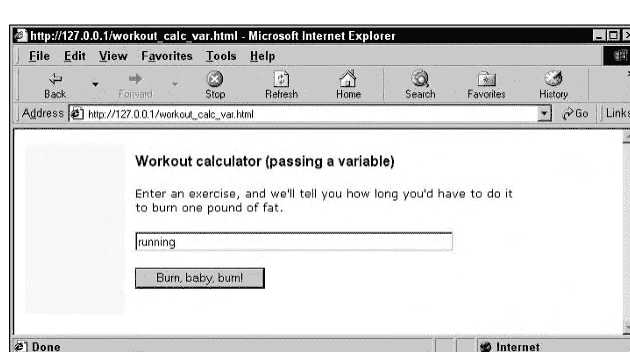 http://127.0.0.1/workout_calc_var.html - Microsoft Internet Explorer
File Edit View Favorites Tools Help
Back Forward Stop Refresh Home Search Favorites History
Address http://127.0.0.1/workout_calc_var.html Go Links
Workout calculator (passing a variable)
Enter an exercise, and we'll tell you how long you'd have to do it
to burn one pound of fat.
running
Burn, baby, burn!
Done Internet